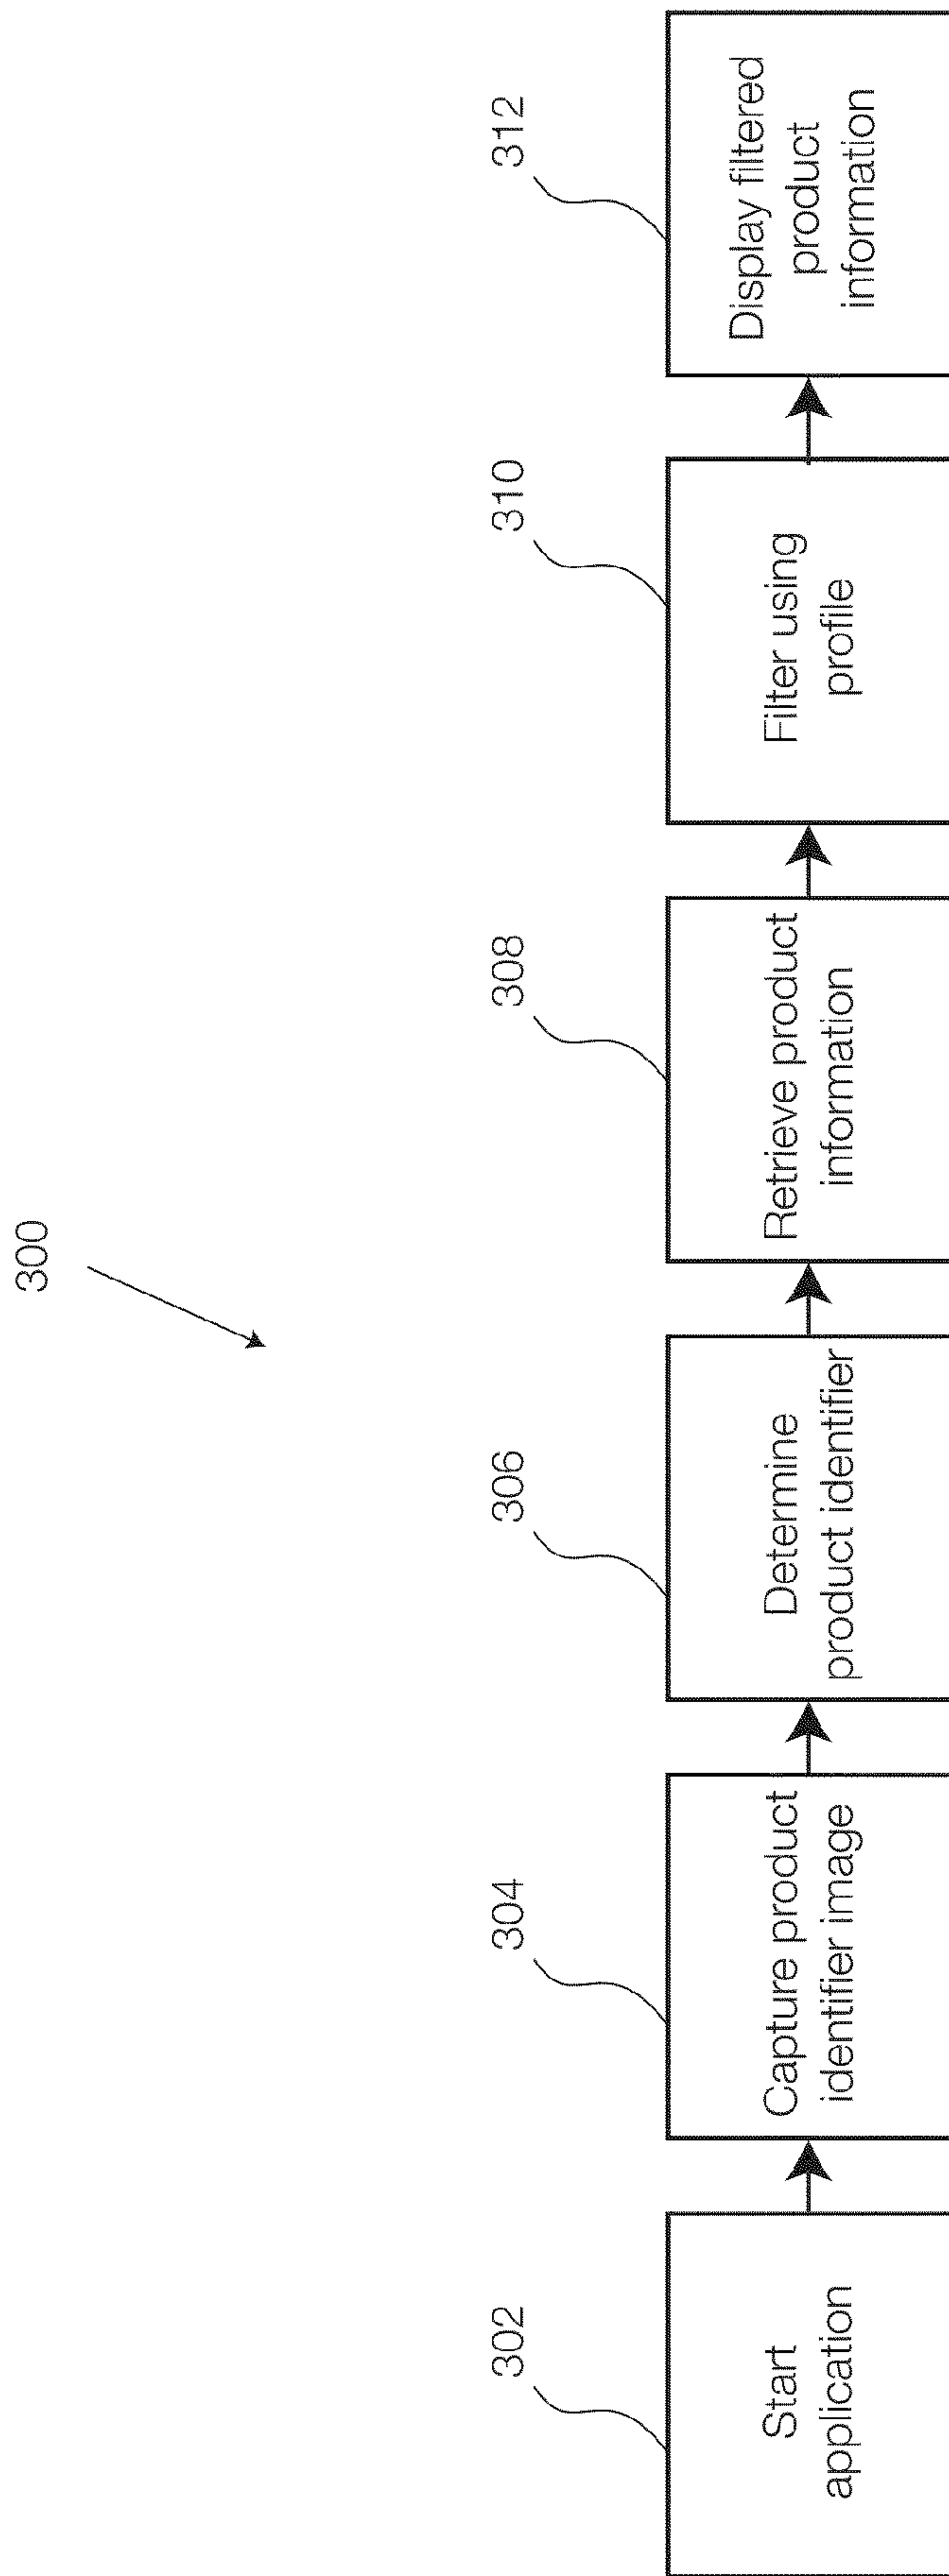 300
302
Start
application
304
Capture product
identifier image
306
Determine
product identifier
308
Retrieve product
information
310
Filter using
profile
312
Display filtered
product
information